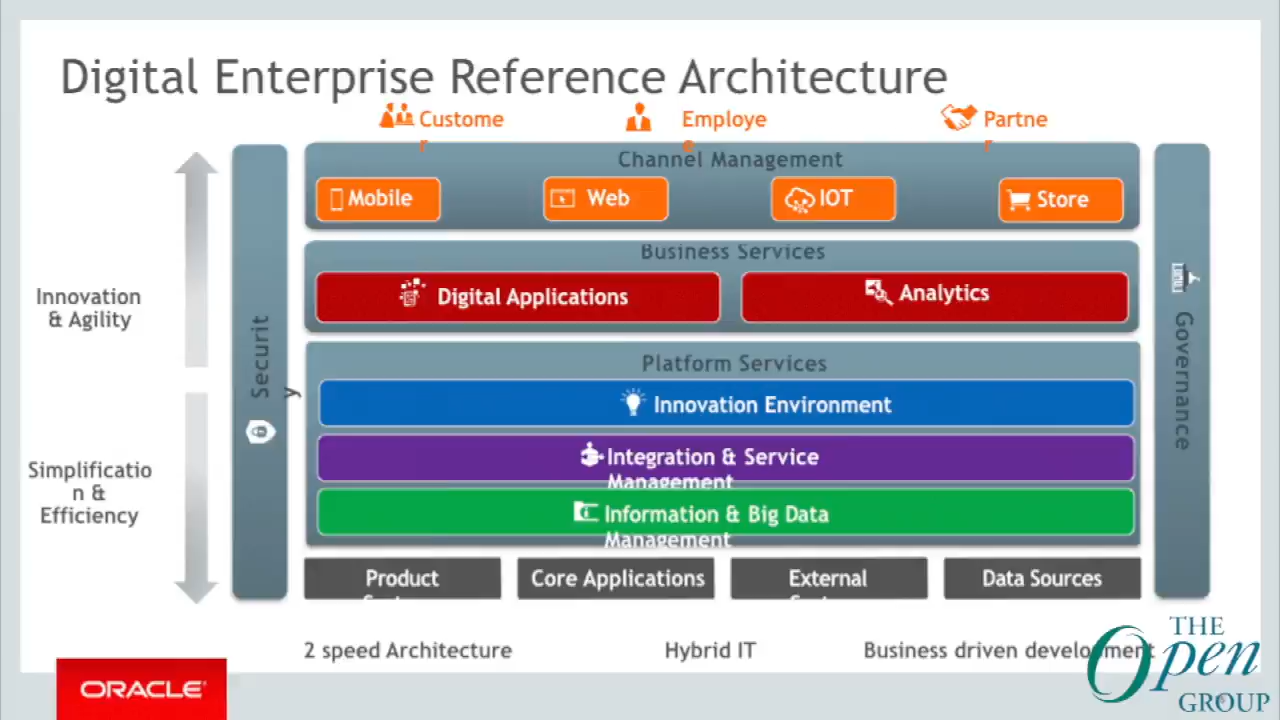 Digital Enterprise Reference Architecture
Custome
r
Employe
e
Partne
r
Channel Management
Mobile
Web
IOT
Store
Business Services
Digital Applications
Analytics
Innovation
& Agility
Securit
y
Governance
Platform Services
Innovation Environment
Integration & Service
Management
Information & Big Data
Management
Simplificatio
n &
Efficiency
Product
Core Applications
External
Data Sources
2 speed Architecture
Hybrid IT
Business driven development
ORACLE
THE
Open
GROUP